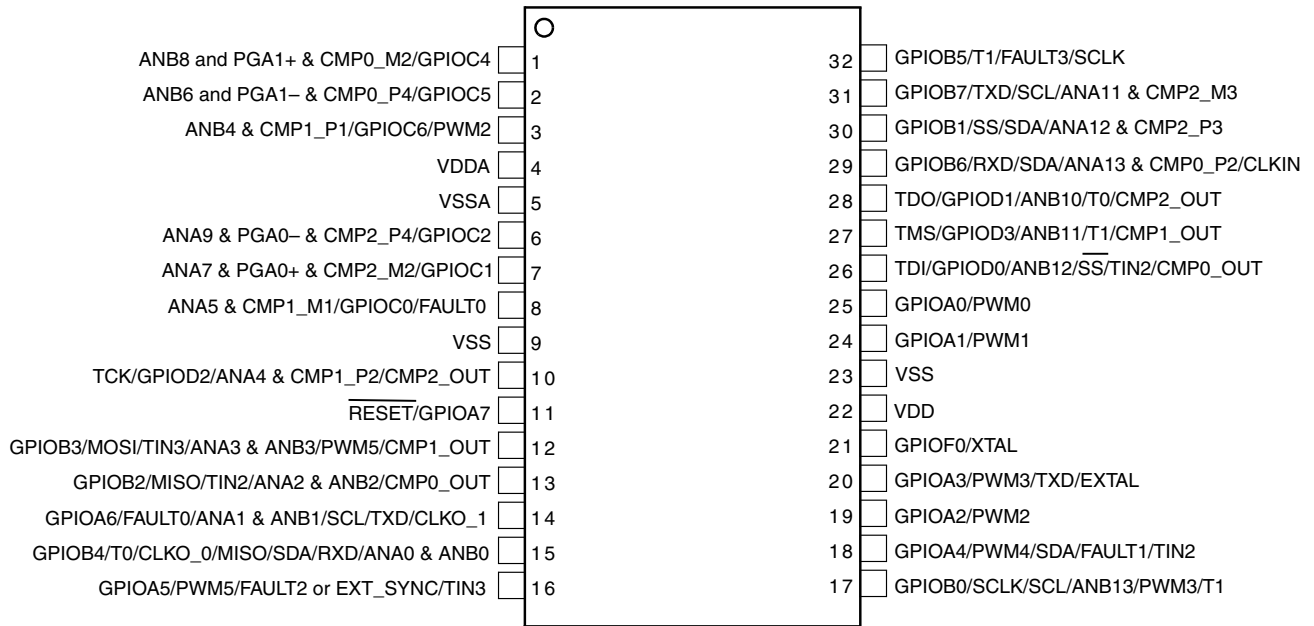 ANB8 and PGA1+ & CMP0_M2/GPIOC4 1
ANB6 and PGA1– & CMP0_P4/GPIOC5 2
ANB4 & CMP1_P1/GPIOC6/PWM2 3
VDDA 4
VSSA 5
ANA9 & PGA0– & CMP2_P4/GPIOC2 6
ANA7 & PGA0+ & CMP2_M2/GPIOC1 7
ANA5 & CMP1_M1/GPIOC0/FAULT0 8
VSS 9
TCK/GPIOD2/ANA4 & CMP1_P2/CMP2_OUT 10
RESET/GPIOA7 11
GPIOB3/MOSI/TIN3/ANA3 & ANB3/PWM5/CMP1_OUT 12
GPIOB2/MISO/TIN2/ANA2 & ANB2/CMP0_OUT 13
GPIOA6/FAULT0/ANA1 & ANB1/SCL/TXD/CLKO_1 14
GPIOB4/T0/CLKO_0/MISO/SDA/RXD/ANA0 & ANB0 15
GPIOA5/PWM5/FAULT2 or EXT_SYNC/TIN3 16
32 GPIOB5/T1/FAULT3/SCLK
31 GPIOB7/TXD/SCL/ANA11 & CMP2_M3
30 GPIOB1/SS/SDA/ANA12 & CMP2_P3
29 GPIOB6/RXD/SDA/ANA13 & CMP0_P2/CLKIN
28 TDO/GPIOD1/ANB10/T0/CMP2_OUT
27 TMS/GPIOD3/ANB11/T1/CMP1_OUT
26 TDI/GPIOD0/ANB12/SS/TIN2/CMP0_OUT
25 GPIOA0/PWM0
24 GPIOA1/PWM1
23 VSS
22 VDD
21 GPIOF0/XTAL
20 GPIOA3/PWM3/TXD/EXTAL
19 GPIOA2/PWM2
18 GPIOA4/PWM4/SDA/FAULT1/TIN2
17 GPIOB0/SCLK/SCL/ANB13/PWM3/T1